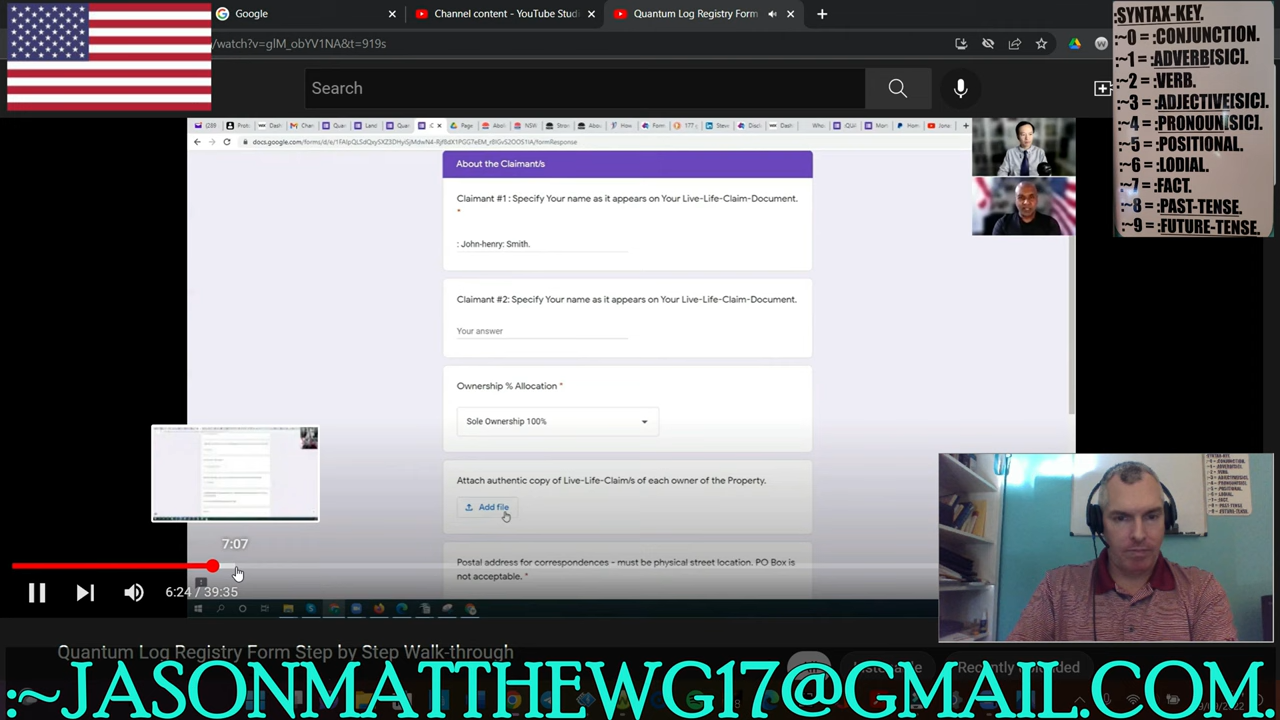 Google
Channel content - YouTube Studi
Quantum Log Registry Form Step
/watch?v=glM_obYV1NA&t=919s
Search
:SYNTAX-KEY.
:~0 = :CONJUNCTION.
:~1 = :ADVERB[SIC].
:~2 = :VERB.
:~3 = :ADJECTIVE[SIC].
:~4 = :PRONOUN[SIC].
:~5 = :POSITIONAL.
:~6 = :LODIAL.
:~7 = :FACT.
:~8 = :PAST-TENSE.
:~9 = :FUTURE-TENSE.
About the Claimant/s
Claimant #1 : Specify Your name as it appears on Your Live-Life-Claim-Document.
*
: John-henry: Smith.
Claimant #2: Specify Your name as it appears on Your Live-Life-Claim-Document.
Your answer
Ownership % Allocation *
Sole Ownership 100%
Attach authentic copy of Live-Life-Claim/s of each owner of the Property.
Add file
Postal address for correspondences - must be physical street location. PO Box is
not acceptable. *
7:07
6:24 / 39:35
Quantum Log Registry Form Step by Step Walk-through
Recently uploaded
:~JASONMATTHEWG17@GMAIL.COM.